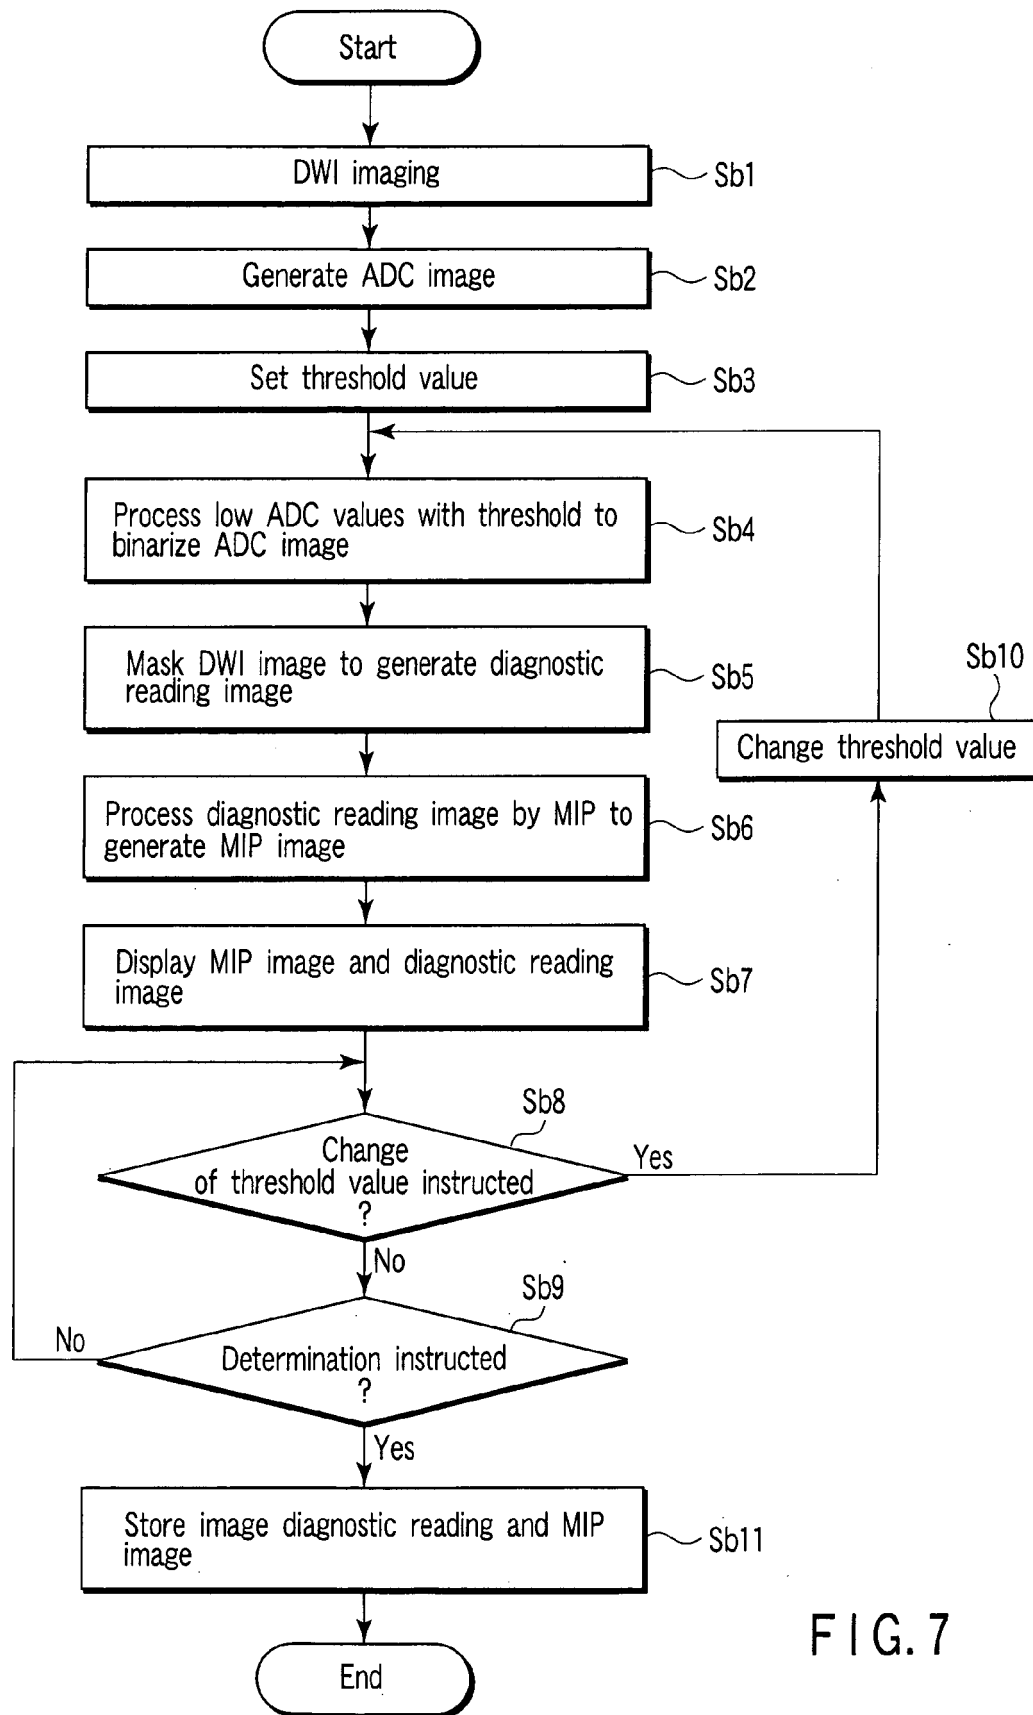 Start
DWI imaging
Sb1
Generate ADC image
Sb2
Set threshold value
Sb3
Process low ADC values with threshold to
binarize ADC image
Sb4
Mask DWI image to generate diagnostic
reading image
Sb5
Sb10
Change threshold value
Process diagnostic reading image by MIP to
generate MIP image
Sb6
Display MIP image and diagnostic reading
image
Sb7
Sb8
Change
of threshold value instructed
?
Yes
No
Sb9
Determination instructed
?
No
Yes
Store image diagnostic reading and MIP
image
Sb11
End
FIG. 7